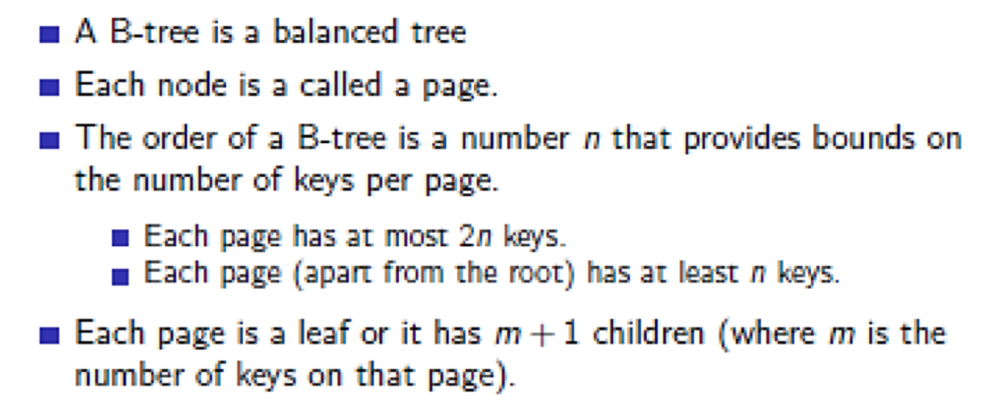 A B-tree is a balanced tree
Each node is a called a page.
The order of a B-tree is a number n that provides bounds on
the number of keys per page.
Each page has at most 2n keys.
Each page (apart from the root) has at least n keys.
Each page is a leaf or it has m + 1 children (where m is the
number of keys on that page).